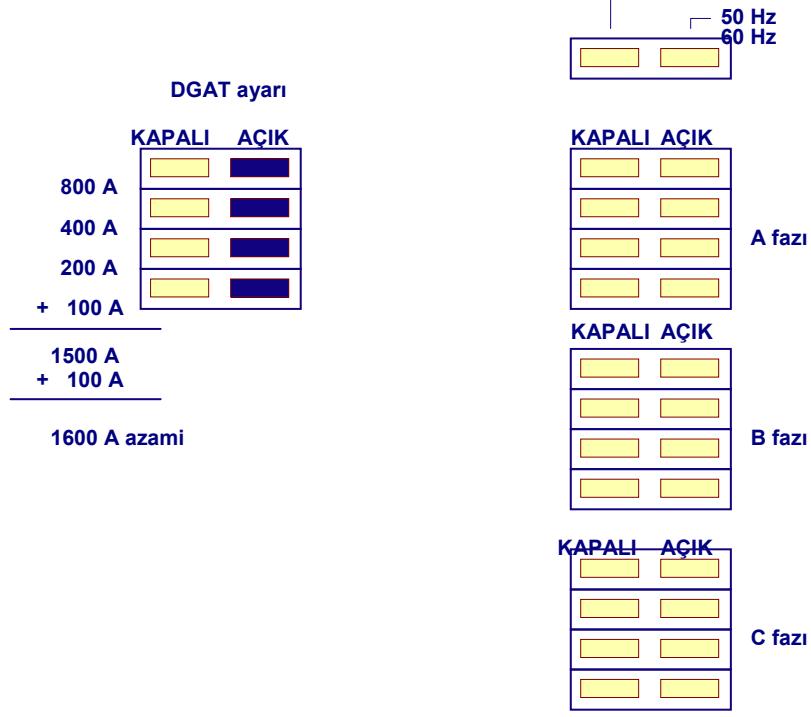 50 Hz
60 Hz
DGAT ayarı
KAPALI AÇIK
800 A
400 A
200 A
+ 100 A
1500 A
+ 100 A
1600 A azami
KAPALI AÇIK
A fazı
KAPALI AÇIK
B fazı
KAPALI AÇIK
C fazı